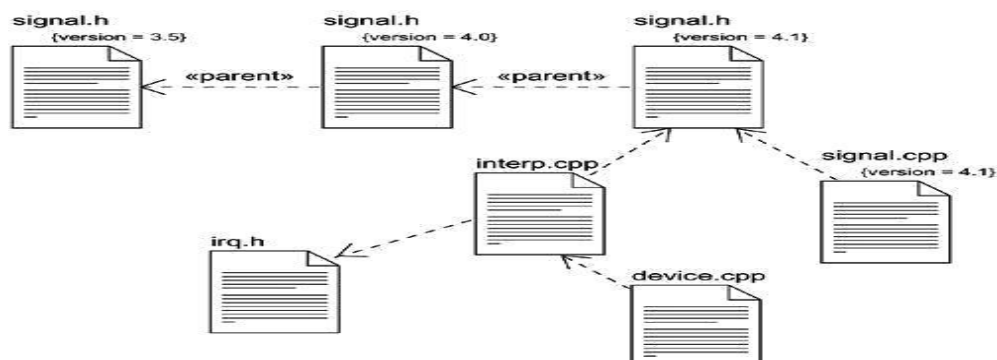 signal.h
{version = 3.5}
signal.h
{version = 4.0}
signal.h
{version = 4.1}
«parent»
«parent»
interp.cpp
signal.cpp
{version = 4.1}
irq.h
device.cpp